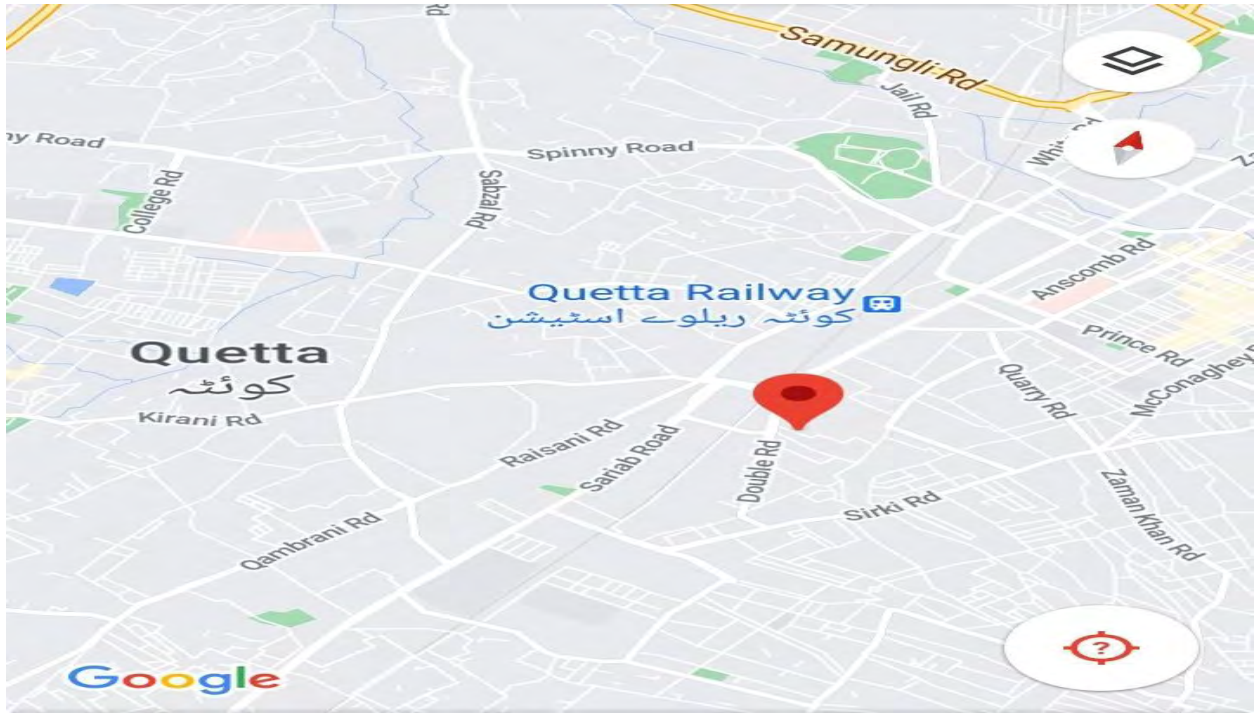 Rd
Samungli Rd
Jail Rd
ny Road
Spinny Road
College Rd
Sabzal Rd
Anscomb Rd
Quetta Railway
کوئٹہ ریلوے اسٹیشن
Prince Rd
Quetta
کوئٹہ
Quarry Rd
Kirani Rd
Raisani Rd
Sariab Road
Double Rd
Sirki Rd
Zaman Khan Rd
Qambrani Rd
?
Google